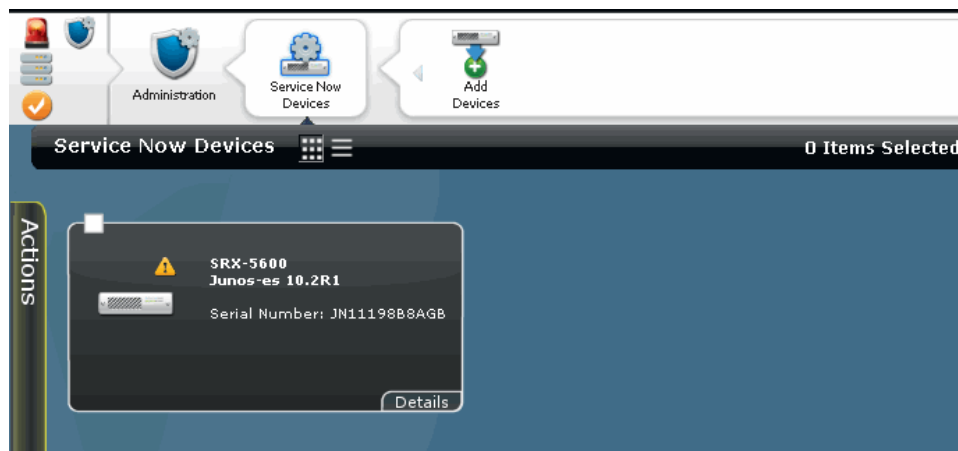 Administration
Service Now
Devices
Add
Devices
Service Now Devices
0 Items Selected
Actions
SRX-5600
Junos-es 10.2R1
Serial Number: JN11198B8AGB
Details